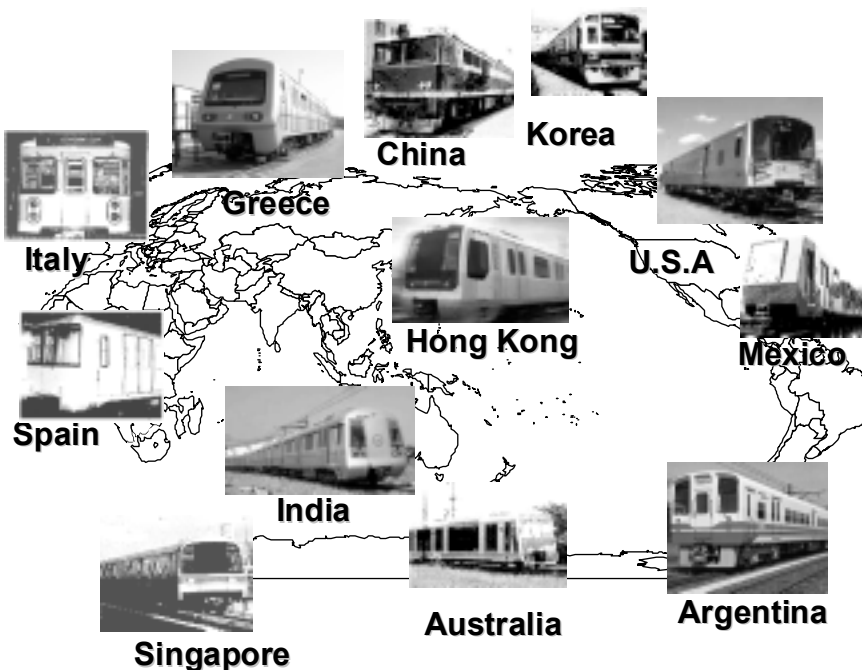 China
Korea
Greece
Italy
U.S.A
Hong Kong
Mexico
Spain
India
Argentina
Australia
Singapore